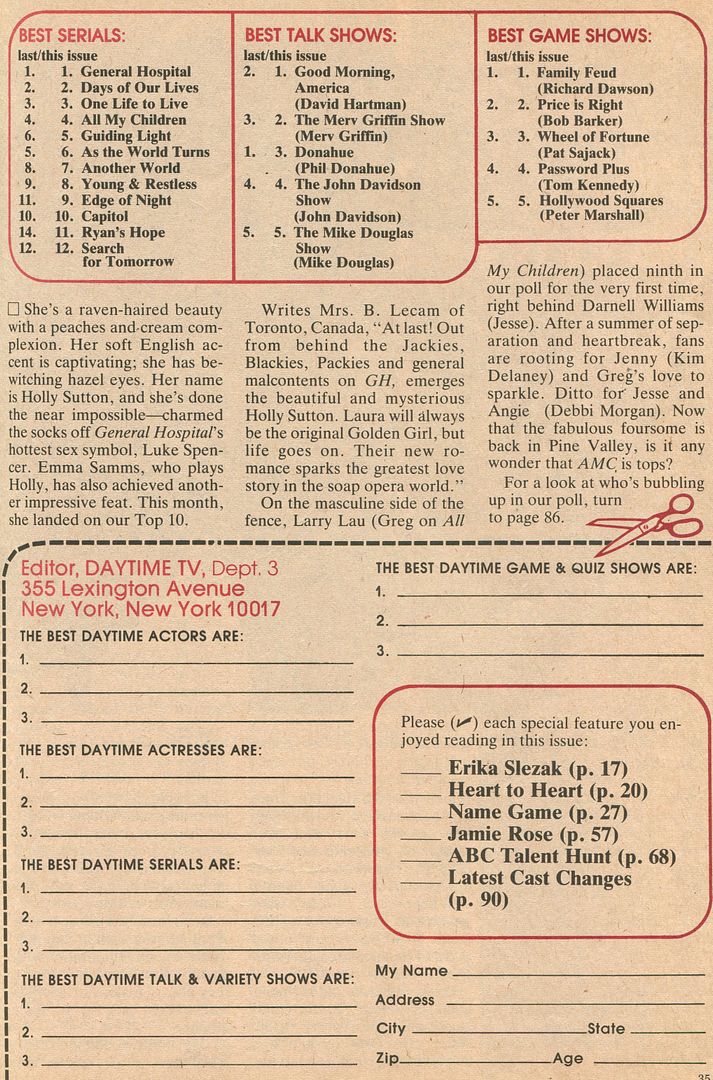 BEST SERIALS:
last/this issue
1. 1. General Hospital
2. 2. Days of Our Lives
3. 3. One Life to Live
4. 4. All My Children
6. 5. Guiding Light
5. 6. As the World Turns
8. 7. Another World
9. 8. Young & Restless
11. 9. Edge of Night
10. 10. Capitol
14. 11. Ryan's Hope
12. 12. Search
for Tomorrow
BEST TALK SHOWS:
last/this issue
2. 1. Good Morning,
America
(David Hartman)
3. 2. The Merv Griffin Show
(Merv Griffin)
1. 3. Donahue
(Phil Donahue)
4. 4. The John Davidson
Show
(John Davidson)
5. 5. The Mike Douglas
Show
(Mike Douglas)
BEST GAME SHOWS:
last/this issue
1. 1. Family Feud
(Richard Dawson)
2. 2. Price is Right
(Bob Barker)
3. 3. Wheel of Fortune
(Pat Sajack)
4. 4. Password Plus
(Tom Kennedy)
5. 5. Hollywood Squares
(Peter Marshall)
She's a raven-haired beauty
with a peaches and-cream com-
plexion. Her soft English ac-
cent is captivating; she has be-
witching hazel eyes. Her name
is Holly Sutton, and she's done
the near impossible—charmed
the socks off General Hospital's
hottest sex symbol, Luke Spen-
cer. Emma Samms, who plays
Holly, has also achieved anoth-
er impressive feat. This month,
she landed on our Top 10.
Writes Mrs. B. Lecam of
Toronto, Canada, "At last! Out
from behind the Jackies,
Blackies, Packies and general
malcontents on GH, emerges
the beautiful and mysterious
Holly Sutton. Laura will always
be the original Golden Girl, but
life goes on. Their new ro-
mance sparks the greatest love
story in the soap opera world."
On the masculine side of the
fence, Larry Lau (Greg on All
My Children) placed ninth in
our poll for the very first time,
right behind Darnell Williams
(Jesse). After a summer of sep-
aration and heartbreak, fans
are rooting for Jenny (Kim
Delaney) and Greg's love to
sparkle. Ditto for Jesse and
Angie (Debbi Morgan). Now
that the fabulous foursome is
back in Pine Valley, is it any
wonder that AMC is tops?
For a look at who's bubbling
up in our poll, turn
to page 86.
Editor, DAYTIME TV, Dept. 3
355 Lexington Avenue
New York, New York 10017
THE BEST DAYTIME ACTORS ARE:
1.
2.
3.
THE BEST DAYTIME ACTRESSES ARE:
1.
2.
3.
THE BEST DAYTIME SERIALS ARE:
1.
2.
3.
THE BEST DAYTIME TALK & VARIETY SHOWS ARE:
1.
2.
3.
THE BEST DAYTIME GAME & QUIZ SHOWS ARE:
1.
2.
3.
Please (✓) each special feature you en-
joyed reading in this issue:
Erika Slezak (p. 17)
Heart to Heart (p. 20)
Name Game (p. 27)
Jamie Rose (p. 57)
ABC Talent Hunt (p. 68)
Latest Cast Changes
(p. 90)
My Name
Address
City State
Zip Age
35